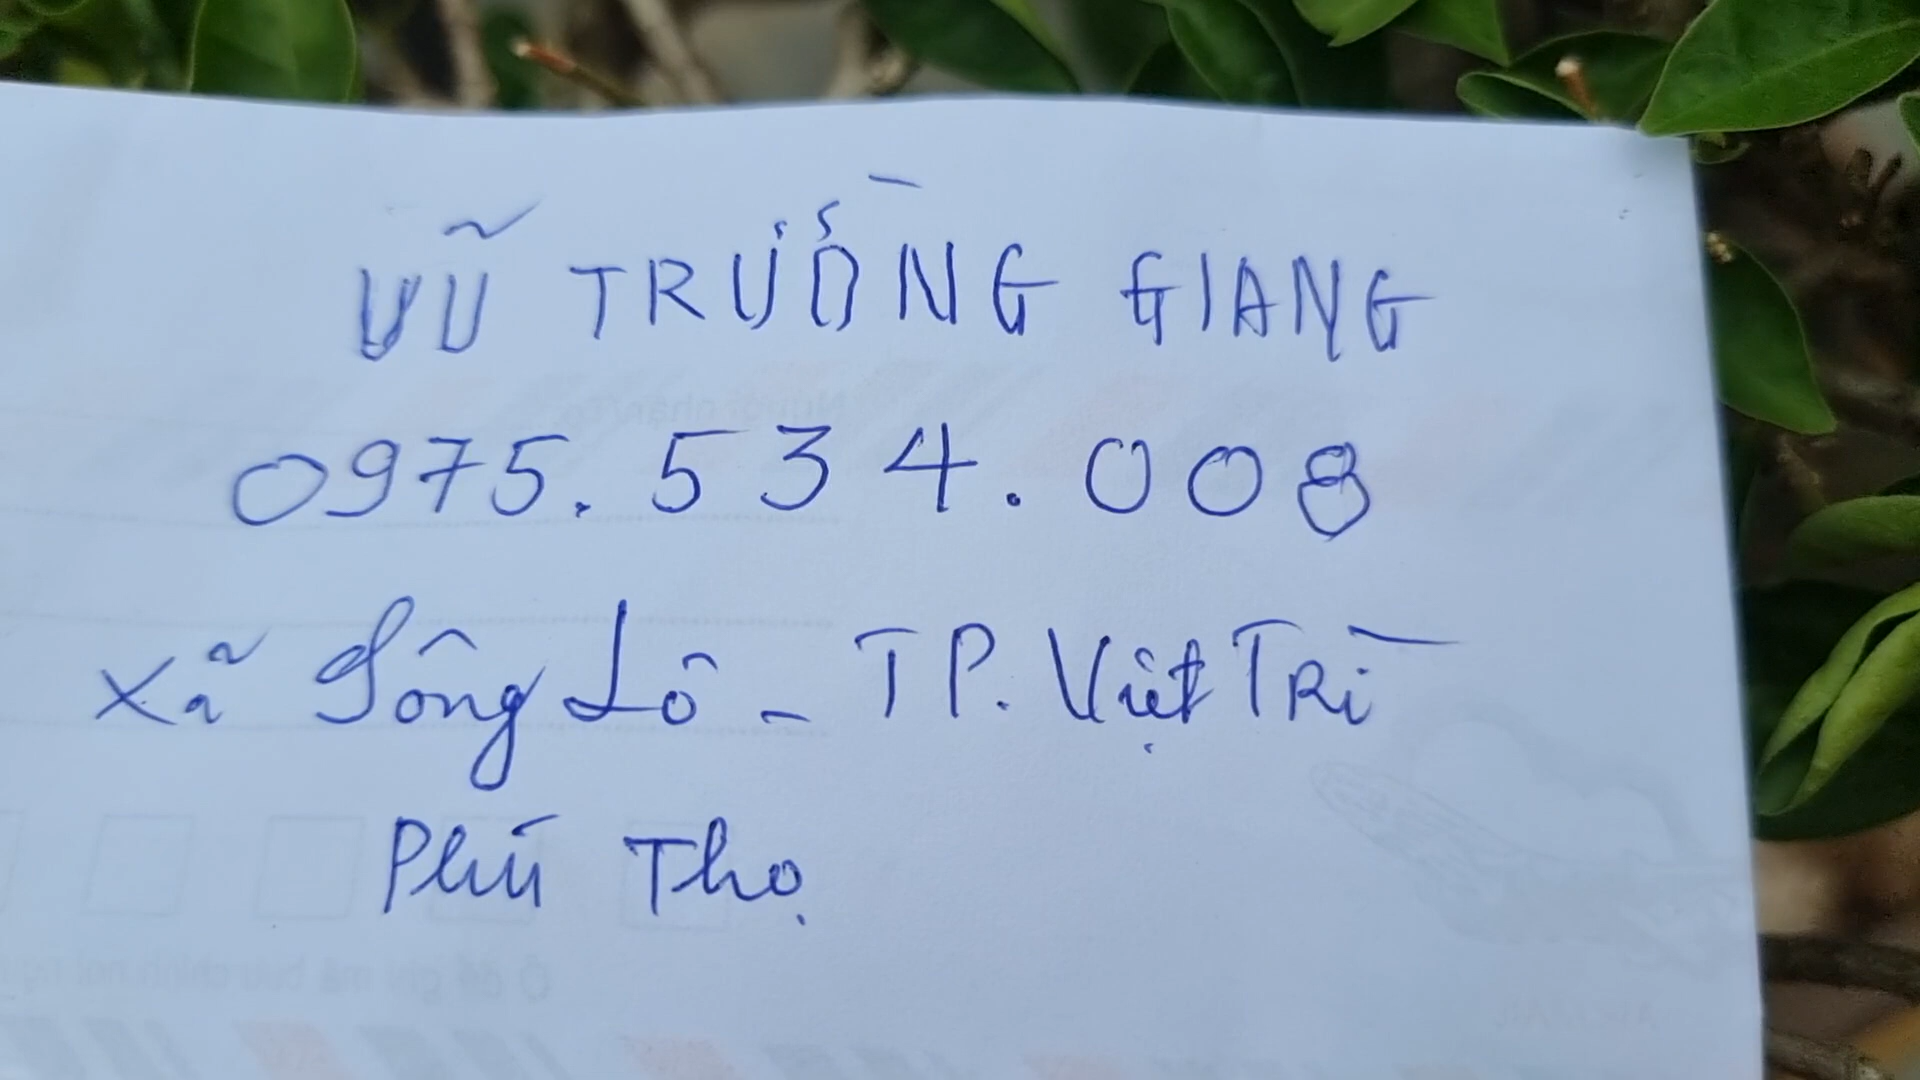 VŨ TRƯỜNG GIANG
0975.534.008
Xã Sông Lô - TP. Việt Trì
Phú Thọ